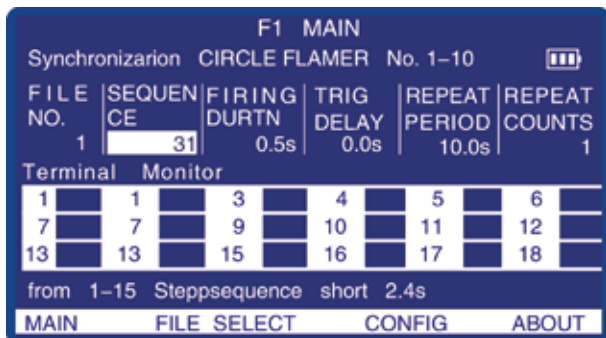 F1 MAIN
Synchronizarion CIRCLE FLAMER No. 1–10
FILE NO. SEQUENCE FIRING DURTN TRIG DELAY REPEAT PERIOD REPEAT COUNTS
1 31 0.5s 0.0s 10.0s 1
Terminal Monitor
1 1 3 4 5 6
7 7 9 10 11 12
13 13 15 16 17 18
from 1–15 Steppsequence short 2.4s
MAIN FILE SELECT CONFIG ABOUT